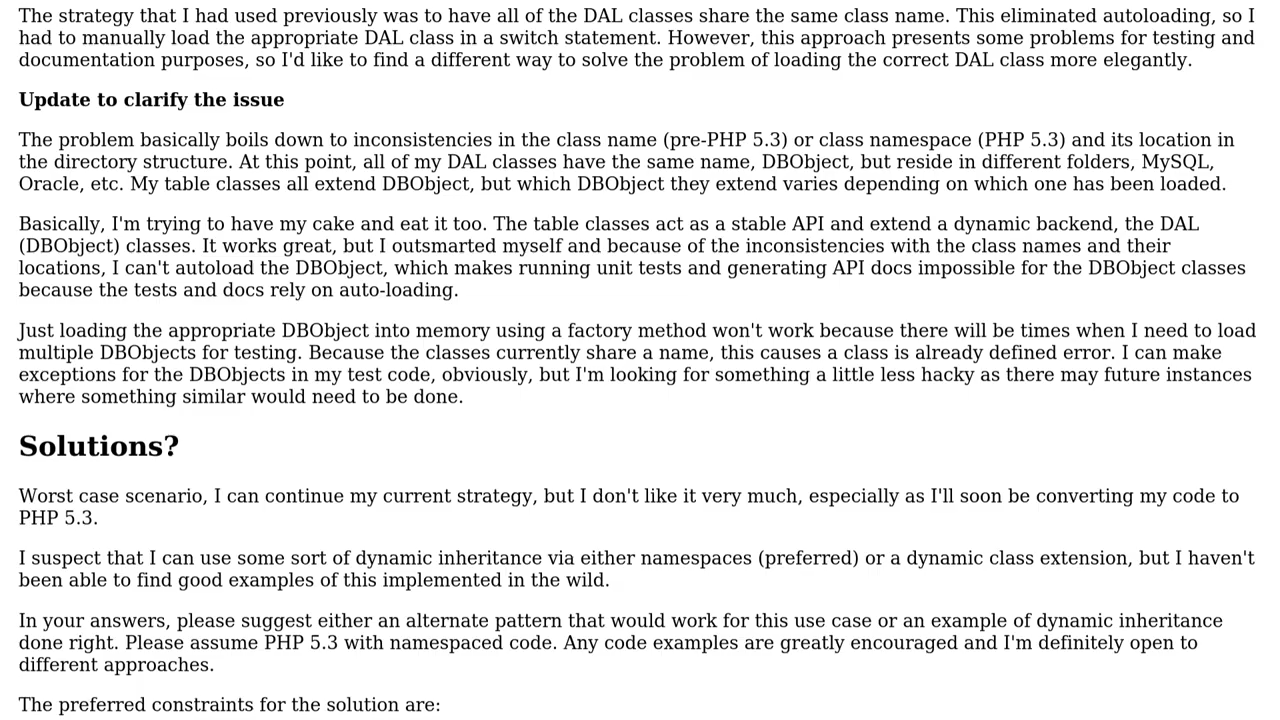 The strategy that I had used previously was to have all of the DAL classes share the same class name. This eliminated autoloading, so I
had to manually load the appropriate DAL class in a switch statement. However, this approach presents some problems for testing and
documentation purposes, so I'd like to find a different way to solve the problem of loading the correct DAL class more elegantly.
Update to clarify the issue
The problem basically boils down to inconsistencies in the class name (pre-PHP 5.3) or class namespace (PHP 5.3) and its location in
the directory structure. At this point, all of my DAL classes have the same name, DBObject, but reside in different folders, MySQL,
Oracle, etc. My table classes all extend DBObject, but which DBObject they extend varies depending on which one has been loaded.
Basically, I'm trying to have my cake and eat it too. The table classes act as a stable API and extend a dynamic backend, the DAL
(DBObject) classes. It works great, but I outsmarted myself and because of the inconsistencies with the class names and their
locations, I can't autoload the DBObject, which makes running unit tests and generating API docs impossible for the DBObject classes
because the tests and docs rely on auto-loading.
Just loading the appropriate DBObject into memory using a factory method won't work because there will be times when I need to load
multiple DBObjects for testing. Because the classes currently share a name, this causes a class is already defined error. I can make
exceptions for the DBObjects in my test code, obviously, but I'm looking for something a little less hacky as there may future instances
where something similar would need to be done.
Solutions?
Worst case scenario, I can continue my current strategy, but I don't like it very much, especially as I'll soon be converting my code to
PHP 5.3.
I suspect that I can use some sort of dynamic inheritance via either namespaces (preferred) or a dynamic class extension, but I haven't
been able to find good examples of this implemented in the wild.
In your answers, please suggest either an alternate pattern that would work for this use case or an example of dynamic inheritance
done right. Please assume PHP 5.3 with namespaced code. Any code examples are greatly encouraged and I'm definitely open to
different approaches.
The preferred constraints for the solution are: